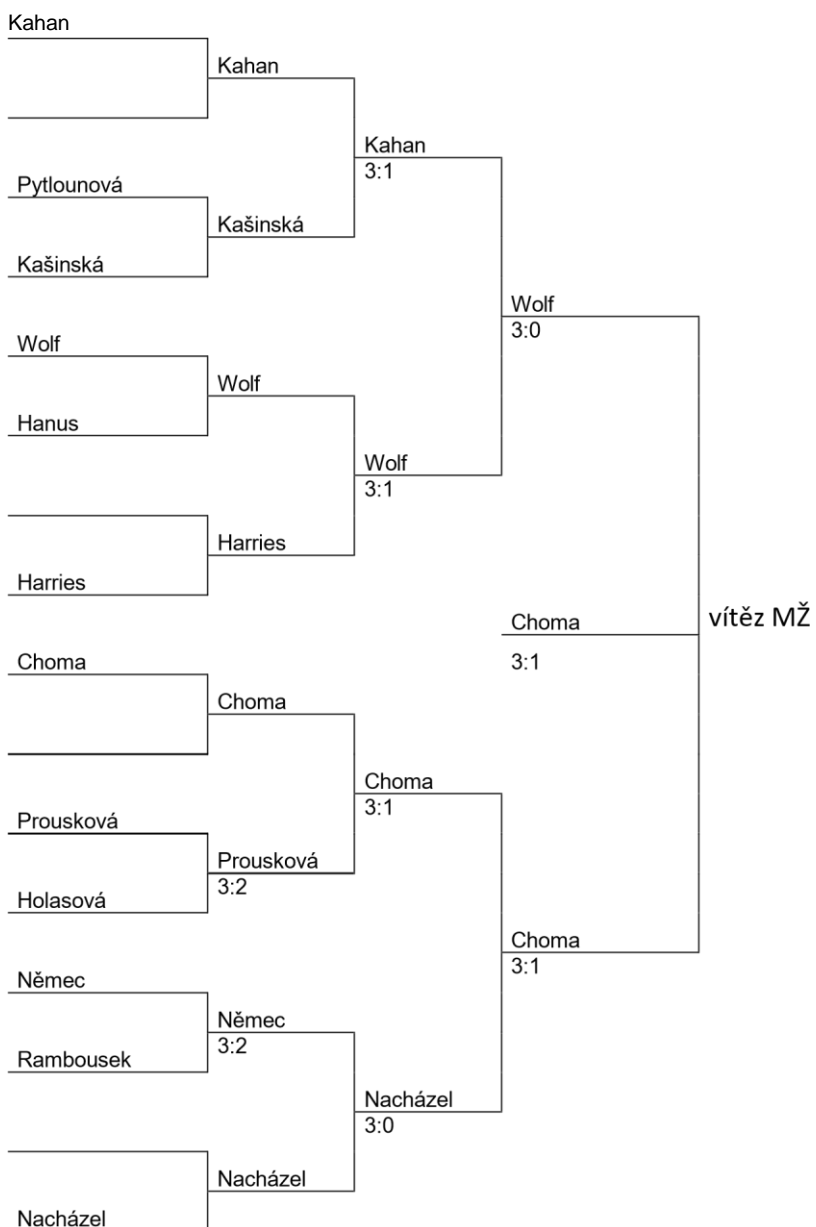 Kahan
Kahan
Kahan
3:1
Pytlounová
Kašinská
Kašinská
Wolf
3:0
Wolf
Wolf
Hanus
Wolf
3:1
Harries
Harries
Choma
3:1
vítěz MŽ
Choma
Choma
Choma
3:1
Prousková
Prousková
3:2
Holasová
Choma
3:1
Němec
Němec
3:2
Rambousek
Nacházel
3:0
Nacházel
Nacházel